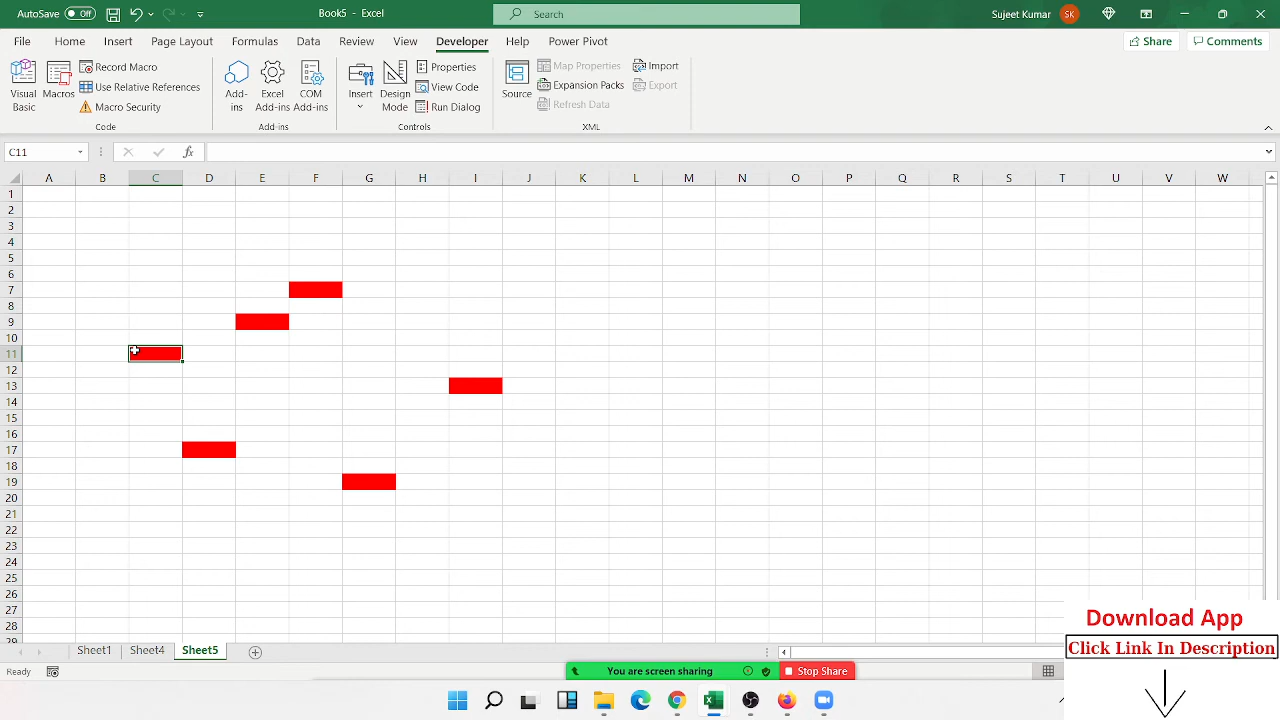 AutoSave Off Book5 - Excel Search Sujeet Kumar SK
File Home Insert Page Layout Formulas Data Review View Developer Help Power Pivot Share Comments
Visual Basic
Macros
Record Macro
Use Relative References
Macro Security
Code
Add-ins
Excel Add-ins
COM Add-ins
Add-ins
Insert
Design Mode
Properties
View Code
Run Dialog
Controls
Source
Map Properties
Expansion Packs
Refresh Data
Import
Export
XML
C11 fx
A B C D E F G H I J K L M N O P Q R S T U V W
1
2
3
4
5
6
7
8
9
10
11
12
13
14
15
16
17
18
19
20
21
22
23
24
25
26
27
28
29
Sheet1 Sheet4 Sheet5
Ready
You are screen sharing Stop Share
Download App
Click Link In Description